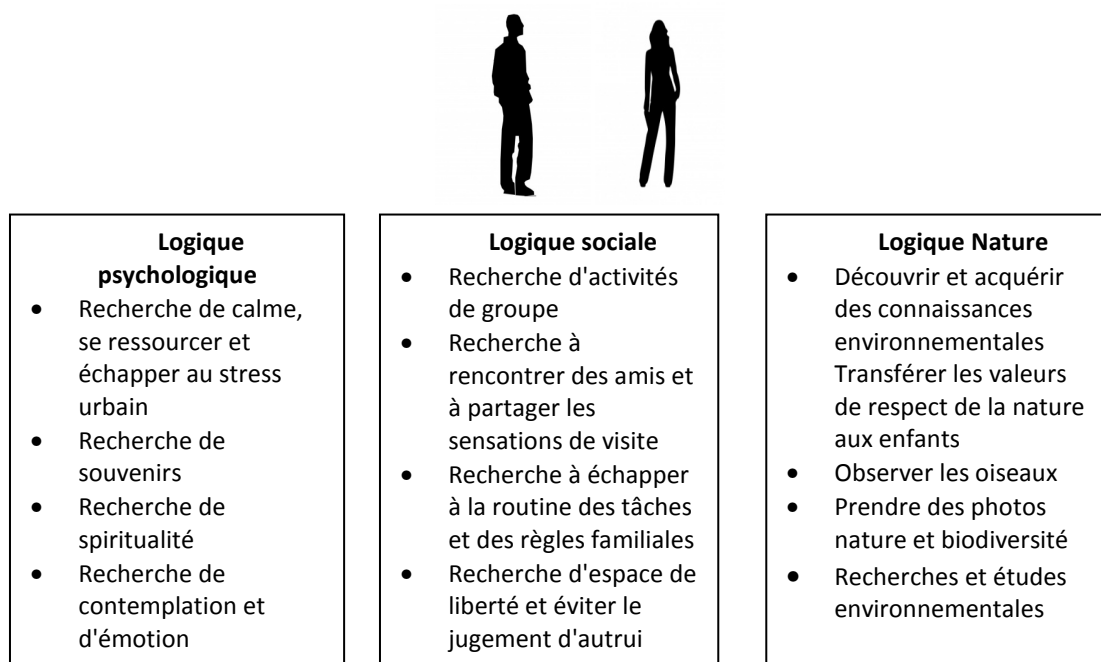 Logique
psychologique
• Recherche de calme,
se ressourcer et
échapper au stress
urbain
• Recherche de
souvenirs
• Recherche de
spiritualité
• Recherche de
contemplation et
d'émotion
Logique sociale
• Recherche d'activités
de groupe
• Recherche à
rencontrer des amis et
à partager les
sensations de visite
• Recherche à échapper
à la routine des tâches
et des règles familiales
• Recherche d'espace de
liberté et éviter le
jugement d'autrui
Logique Nature
• Découvrir et acquérir
des connaissances
environnementales
Transférer les valeurs
de respect de la nature
aux enfants
• Observer les oiseaux
• Prendre des photos
nature et biodiversité
• Recherches et études
environnementales